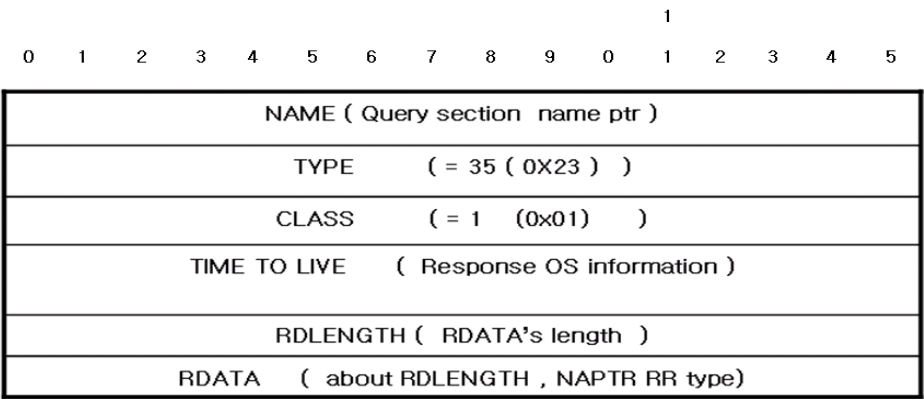 1
0 1 2 3 4 5 6 7 8 9 0 1 2 3 4 5
NAME ( Query section name ptr )
TYPE ( = 35 ( 0X23 ) )
CLASS ( = 1 (0x01) )
TIME TO LIVE ( Response OS information )
RDLENGTH ( RDATA's length )
RDATA ( about RDLENGTH , NAPTR RR type)